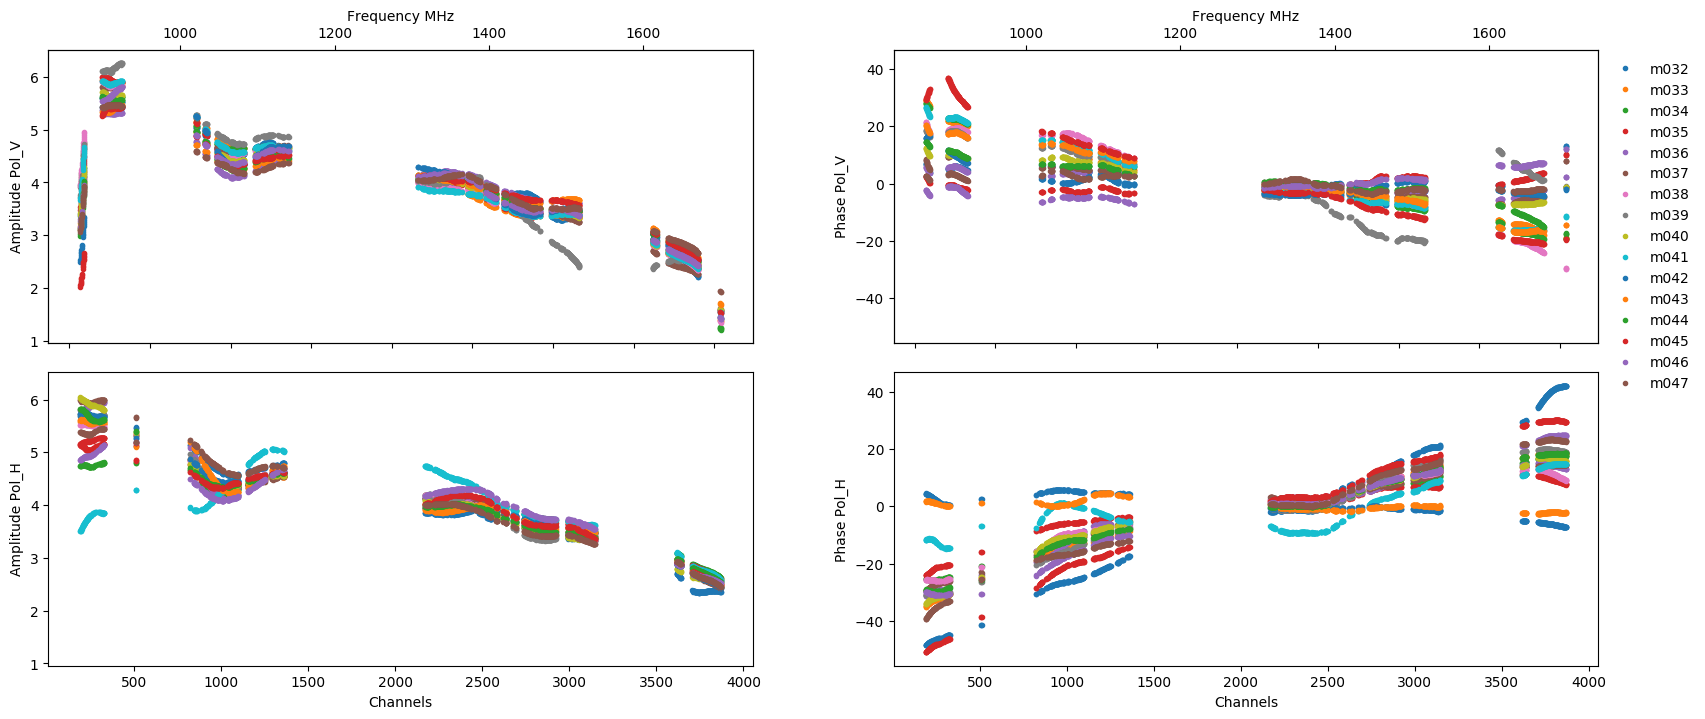 Frequency MHz
1000 1200 1400 1600
Amplitude Pol_V
6
5
4
3
2
1
Frequency MHz
1000 1200 1400 1600
Phase Pol_V
40
20
0
−20
−40
m032
m033
m034
m035
m036
m037
m038
m039
m040
m041
m042
m043
m044
m045
m046
m047
Amplitude Pol_H
6
5
4
3
2
1
500 1000 1500 2000 2500 3000 3500 4000
Channels
Phase Pol_H
40
20
0
−20
−40
500 1000 1500 2000 2500 3000 3500 4000
Channels